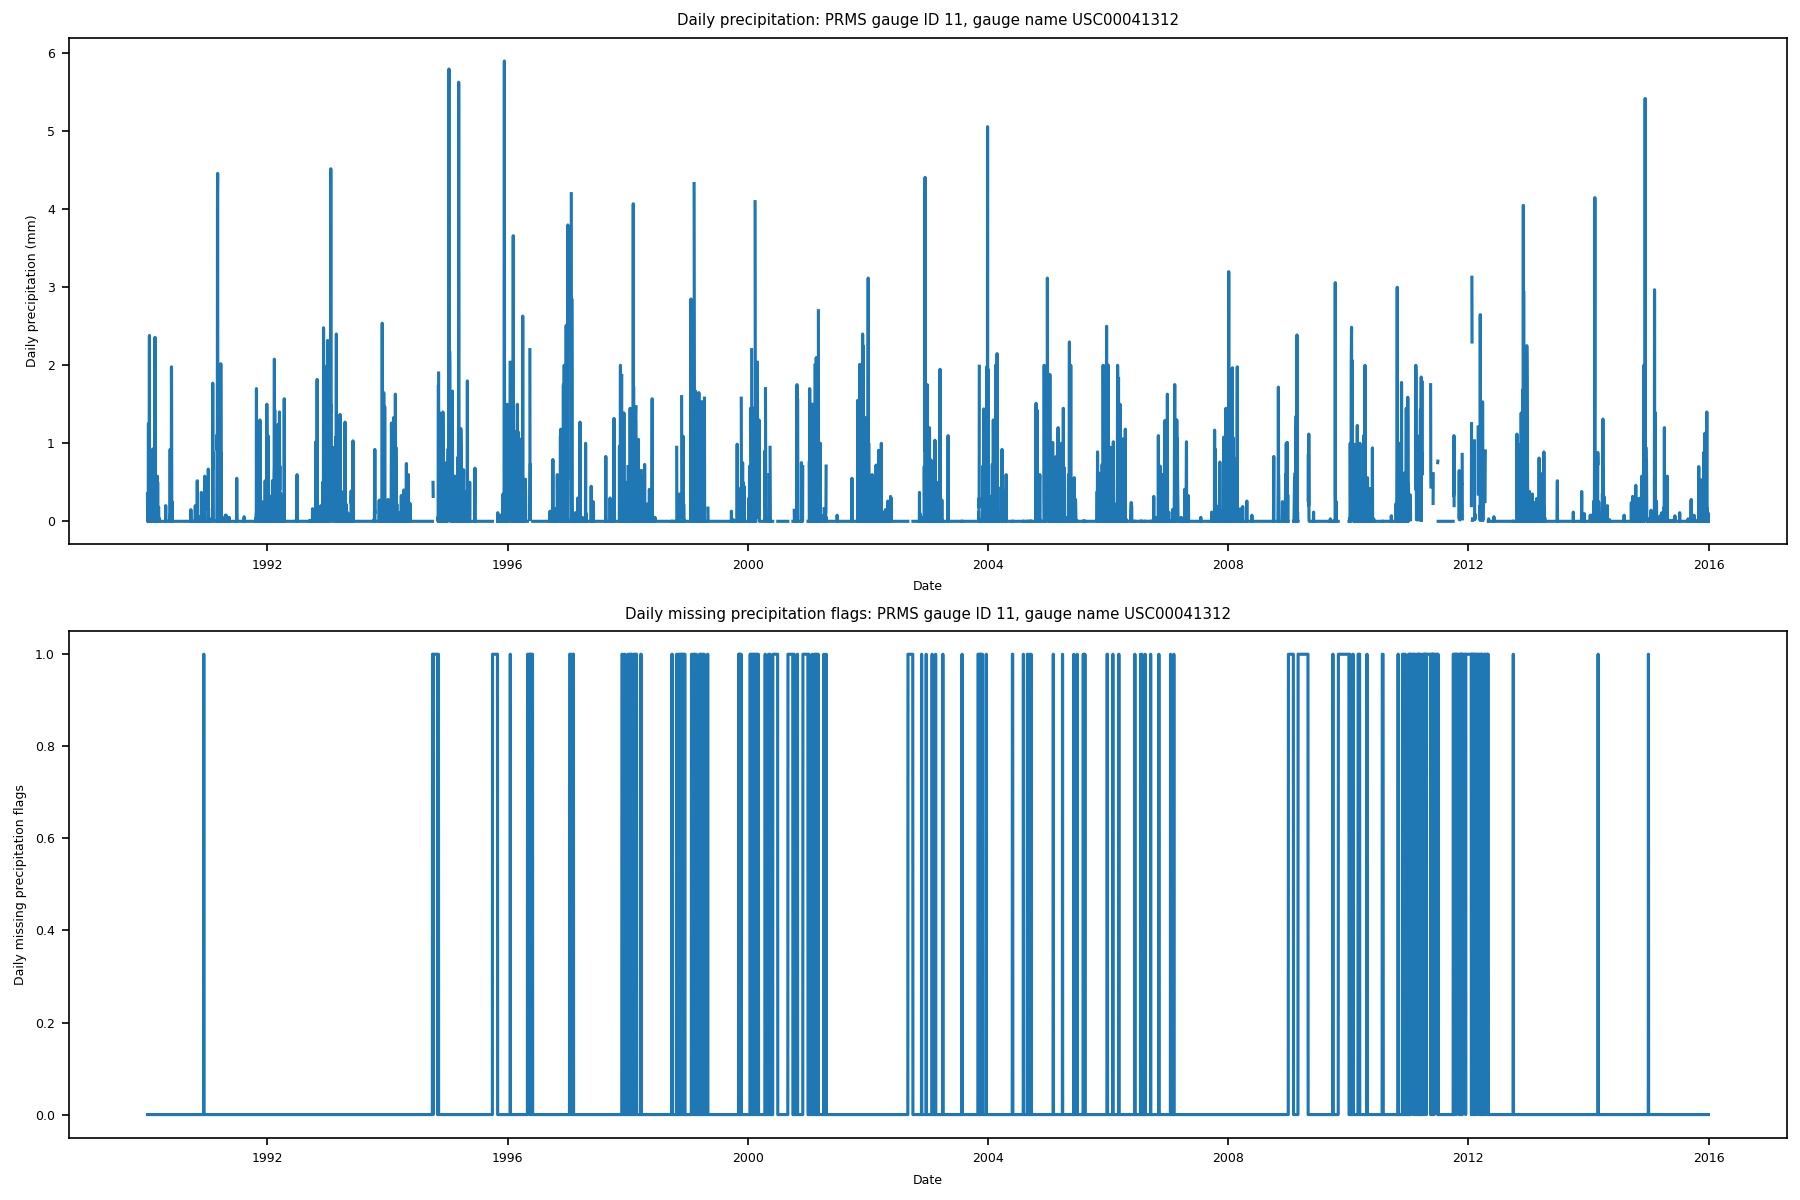 Daily precipitation: PRMS gauge ID 11, gauge name USC00041312
Daily precipitation (mm)
6
5
4
3
2
1
0
1992 1996 2000 2004 2008 2012 2016
Date
Daily missing precipitation flags: PRMS gauge ID 11, gauge name USC00041312
Daily missing precipitation flags
1.0
0.8
0.6
0.4
0.2
0.0
1992 1996 2000 2004 2008 2012 2016
Date